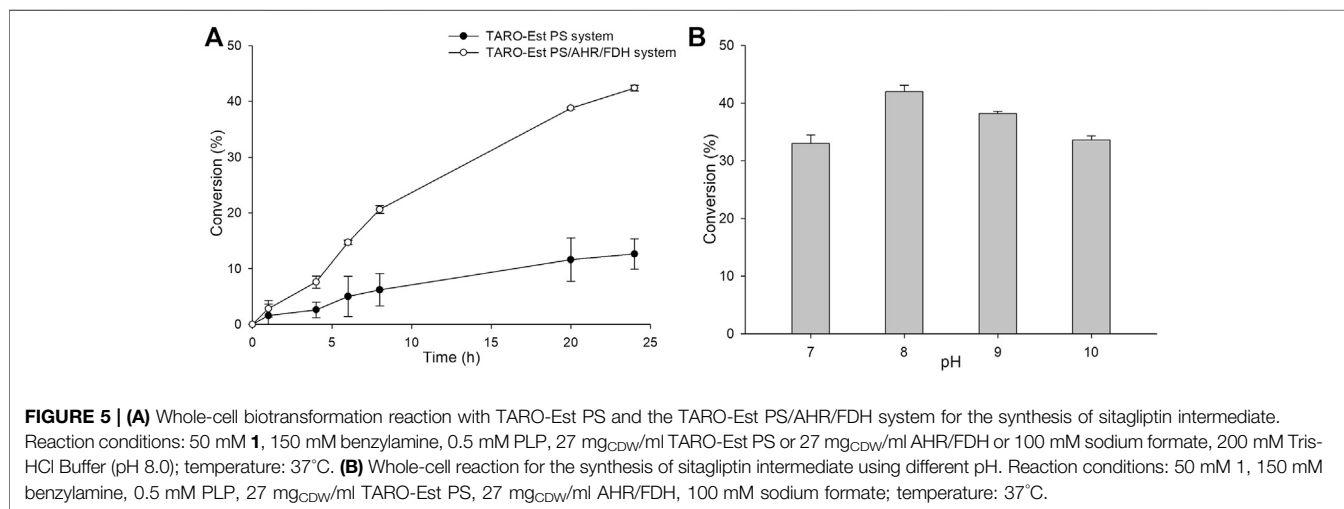 A
TARO-Est PS system
TARO-Est PS/AHR/FDH system
50
40
30
20
10
0
Conversion (%)
0 5 10 15 20 25
Time (h)
B
50
40
30
20
10
0
Conversion (%)
7 8 9 10
pH
FIGURE 5 | (A) Whole-cell biotransformation reaction with TARO-Est PS and the TARO-Est PS/AHR/FDH system for the synthesis of sitagliptin intermediate.
Reaction conditions: 50 mM 1, 150 mM benzylamine, 0.5 mM PLP, 27 mgCDW/ml TARO-Est PS or 27 mgCDW/ml AHR/FDH or 100 mM sodium formate, 200 mM Tris-
HCl Buffer (pH 8.0); temperature: 37°C. (B) Whole-cell reaction for the synthesis of sitagliptin intermediate using different pH. Reaction conditions: 50 mM 1, 150 mM
benzylamine, 0.5 mM PLP, 27 mgCDW/ml TARO-Est PS, 27 mgCDW/ml AHR/FDH, 100 mM sodium formate; temperature: 37°C.